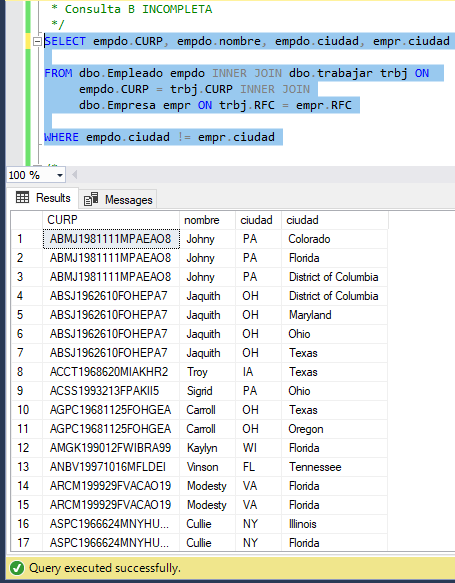 * Consulta B INCOMPLETA
*/
SELECT empdo.CURP, empdo.nombre, empdo.ciudad, empr.ciudad
FROM dbo.Empleado empdo INNER JOIN dbo.trabajar trbj ON
empdo.CURP = trbj.CURP INNER JOIN
dbo.Empresa empr ON trbj.RFC = empr.RFC
WHERE empdo.ciudad != empr.ciudad
100 %
Results Messages
CURP nombre ciudad ciudad
1 ABMJ1981111MPAEAO8 Johny PA Colorado
2 ABMJ1981111MPAEAO8 Johny PA Florida
3 ABMJ1981111MPAEAO8 Johny PA District of Columbia
4 ABSJ1962610FOHEPA7 Jaquith OH District of Columbia
5 ABSJ1962610FOHEPA7 Jaquith OH Maryland
6 ABSJ1962610FOHEPA7 Jaquith OH Ohio
7 ABSJ1962610FOHEPA7 Jaquith OH Texas
8 ACCT1968620MIAKHR2 Troy IA Texas
9 ACSS1993213FPAKII5 Sigrid PA Ohio
10 AGPC19681125FOHGEA Carroll OH Texas
11 AGPC19681125FOHGEA Carroll OH Oregon
12 AMGK199012FWIBRA99 Kaylyn WI Florida
13 ANBV19971016MFLDEI Vinson FL Tennessee
14 ARCM199929FVACAO19 Modesty VA Florida
15 ARCM199929FVACAO19 Modesty VA Florida
16 ASPC1966624MNYHU... Cullie NY Illinois
17 ASPC1966624MNYHU... Cullie NY Florida
Query executed successfully.